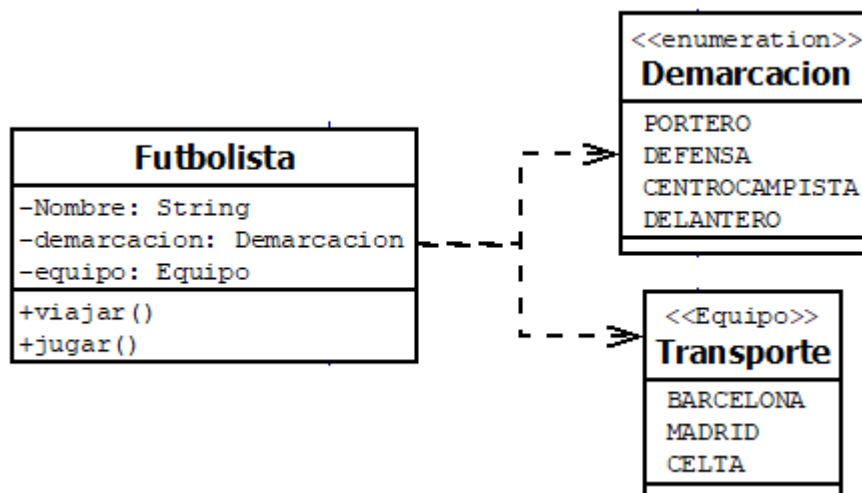 Futbolista
-Nombre: String
-demarcacion: Demarcacion
-equipo: Equipo
+viajar()
+jugar()
<<enumeration>>
Demarcacion
PORTERO
DEFENSA
CENTROCAMPISTA
DELANTERO
<<Equipo>>
Transporte
BARCELONA
MADRID
CELTA